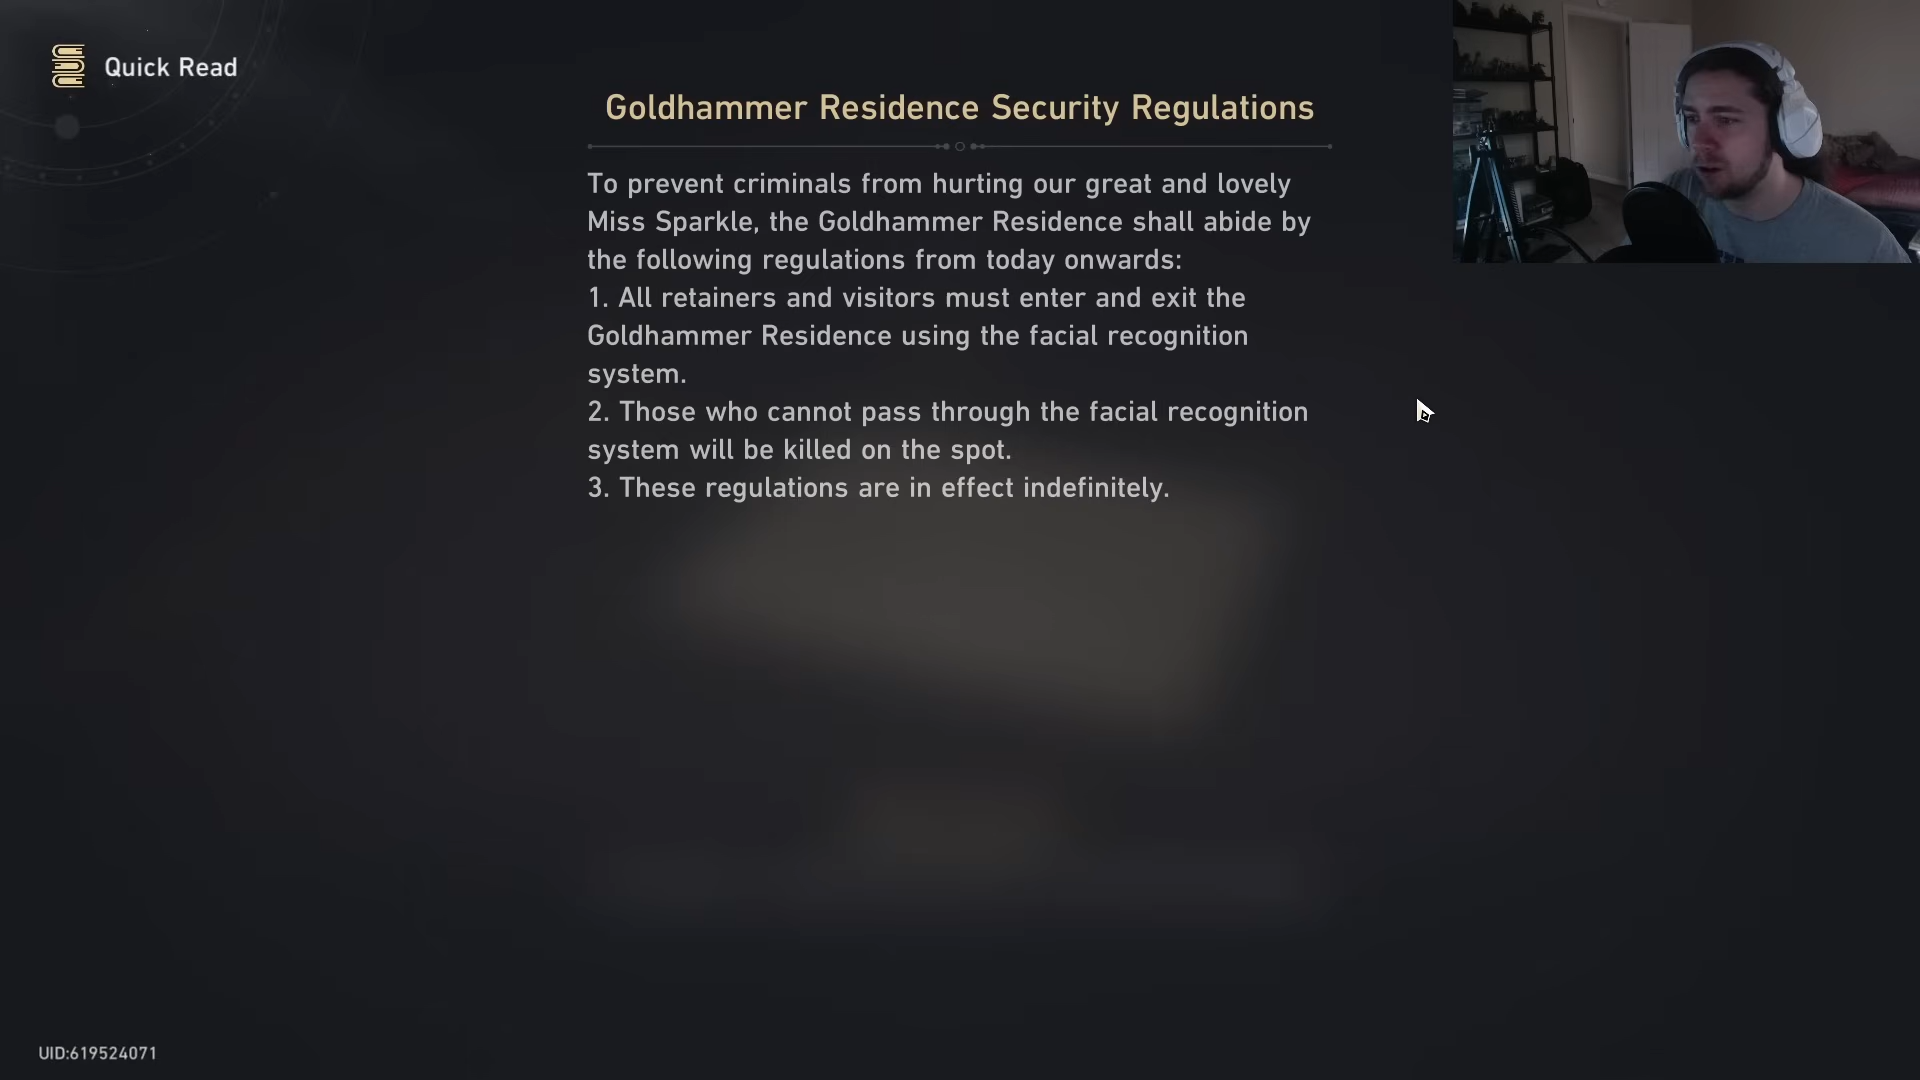 Quick Read
Goldhammer Residence Security Regulations
To prevent criminals from hurting our great and lovely
Miss Sparkle, the Goldhammer Residence shall abide by
the following regulations from today onwards:
1. All retainers and visitors must enter and exit the
Goldhammer Residence using the facial recognition
system.
2. Those who cannot pass through the facial recognition
system will be killed on the spot.
3. These regulations are in effect indefinitely.
UID:619524071